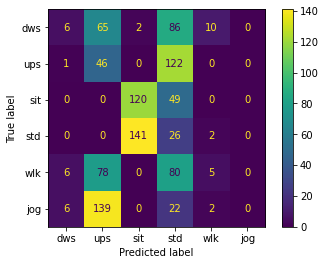 dws 6 65 2 86 10 0 140
ups 1 46 0 122 0 0 120
sit 0 0 120 49 0 0 100
80
std 0 0 141 26 2 0 60
wlk 6 78 0 80 5 0 40
jog 6 139 0 22 2 0 20
0
dws ups sit std wlk jog
Predicted label
True label